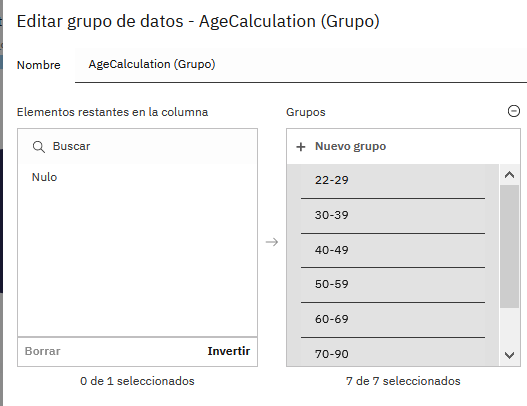 Editar grupo de datos - AgeCalculation (Grupo)
Nombre
AgeCalculation (Grupo)
Elementos restantes en la columna
Grupos
Buscar
Nuevo grupo
Nulo
22-29
30-39
40-49
50-59
60-69
70-90
Borrar
Invertir
0 de 1 seleccionados
7 de 7 seleccionados